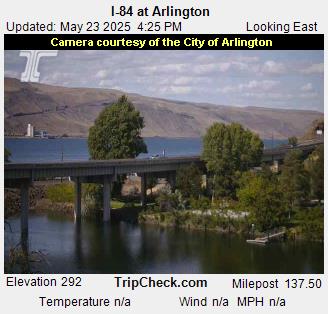 I-84 at Arlington
Updated: May 23 2025 4:25 PM Looking East
Camera courtesy of the City of Arlington
Elevation 292 TripCheck.com Milepost 137.50
Temperature n/a Wind n/a MPH n/a